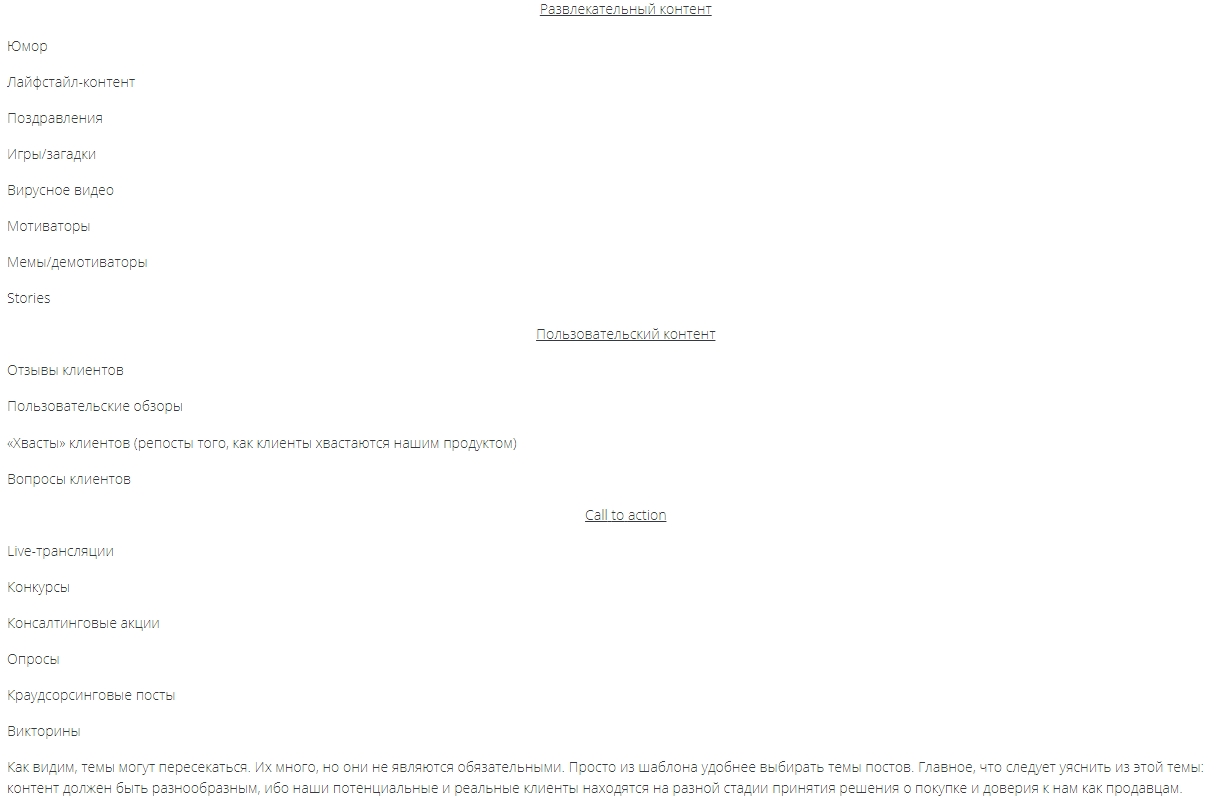 Развлекательный контент
Юмор
Лайфстайл-контент
Поздравления
Игры/загадки
Вирусное видео
Мотиваторы
Мемы/демотиваторы
Stories
Пользовательский контент
Отзывы клиентов
Пользовательские обзоры
«Хвасты» клиентов (репосты того, как клиенты хвастаются нашим продуктом)
Вопросы клиентов
Call to action
Live-трансляции
Конкурсы
Консалтинговые акции
Опросы
Краудсорсинговые посты
Викторины
Как видим, темы могут пересекаться. Их много, но они не являются обязательными. Просто из шаблона удобнее выбирать темы постов. Главное, что следует уяснить из этой темы:
контент должен быть разнообразным, ибо наши потенциальные и реальные клиенты находятся на разной стадии принятия решения о покупке и доверия к нам как продавцам.